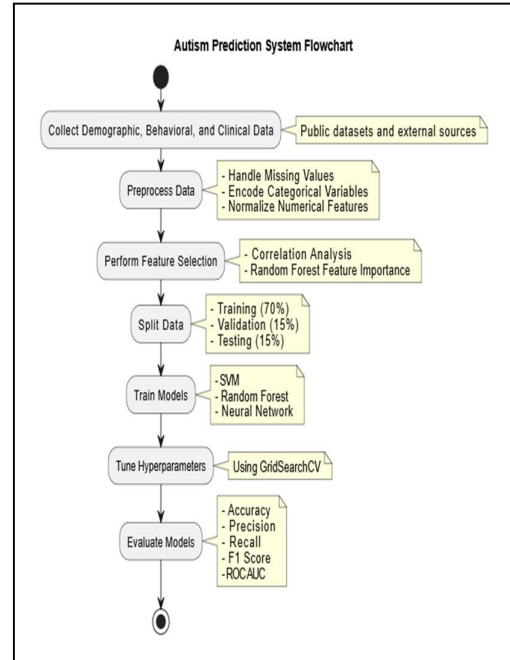 Autism Prediction System Flowchart
Collect Demographic, Behavioral, and Clinical Data
Public datasets and external sources
Preprocess Data
- Handle Missing Values
- Encode Categorical Variables
- Normalize Numerical Features
Perform Feature Selection
- Correlation Analysis
- Random Forest Feature Importance
Split Data
- Training (70%)
- Validation (15%)
- Testing (15%)
Train Models
-SVM
- Random Forest
- Neural Network
Tune Hyperparameters
Using GridSearchCV
Evaluate Models
- Accuracy
- Precision
- Recall
- F1 Score
-ROCAUC